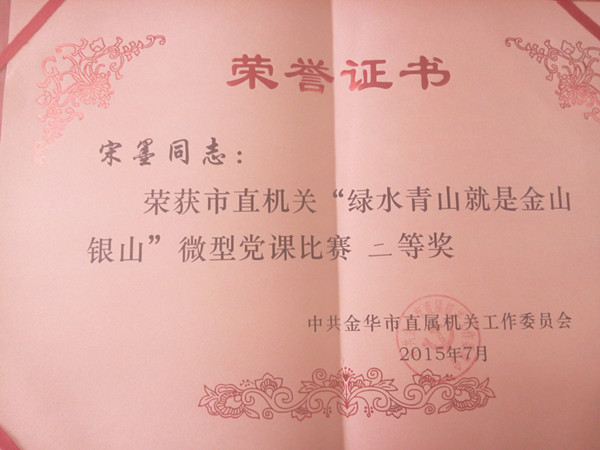 荣誉证书
宋墨同志：
荣获市直机关“绿水青山就是金山
银山”微型党课比赛 二等奖
中共金华市直属机关工作委员会
2015年7月